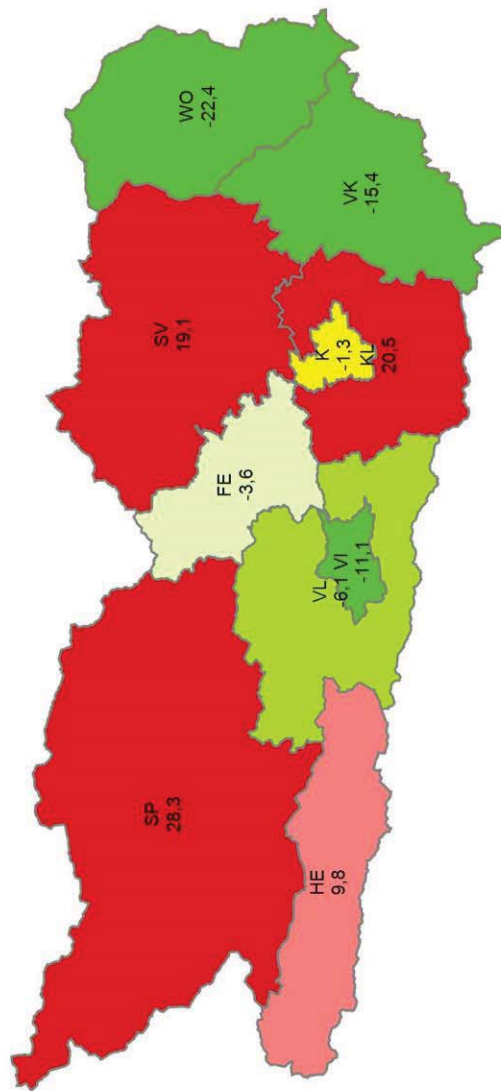 SP
28,3
HE
9,8
FE
-3,6
VL
-6,1
VI
-11,1
SV
19,1
K
-1,3
KL
20,5
WO
-22,4
VK
-15,4